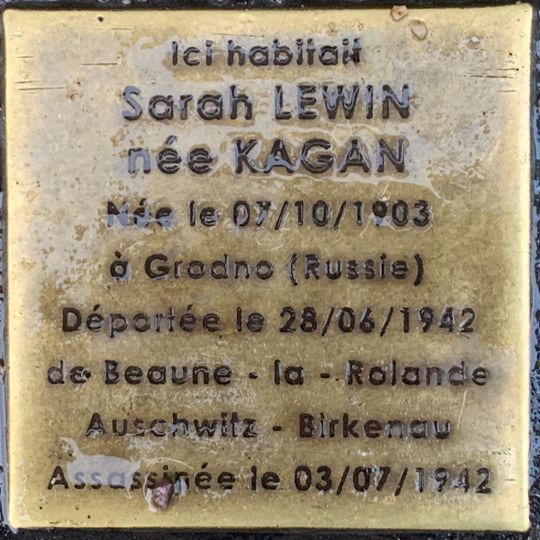 Ici habitait
Sarah LEWIN
née KAGAN
Née le 07/10/1903
à Grodno (Russie)
Déportée le 28/06/1942
de Beaune - la - Rolande
Auschwitz - Birkenau
Assassinée le 03/07/1942